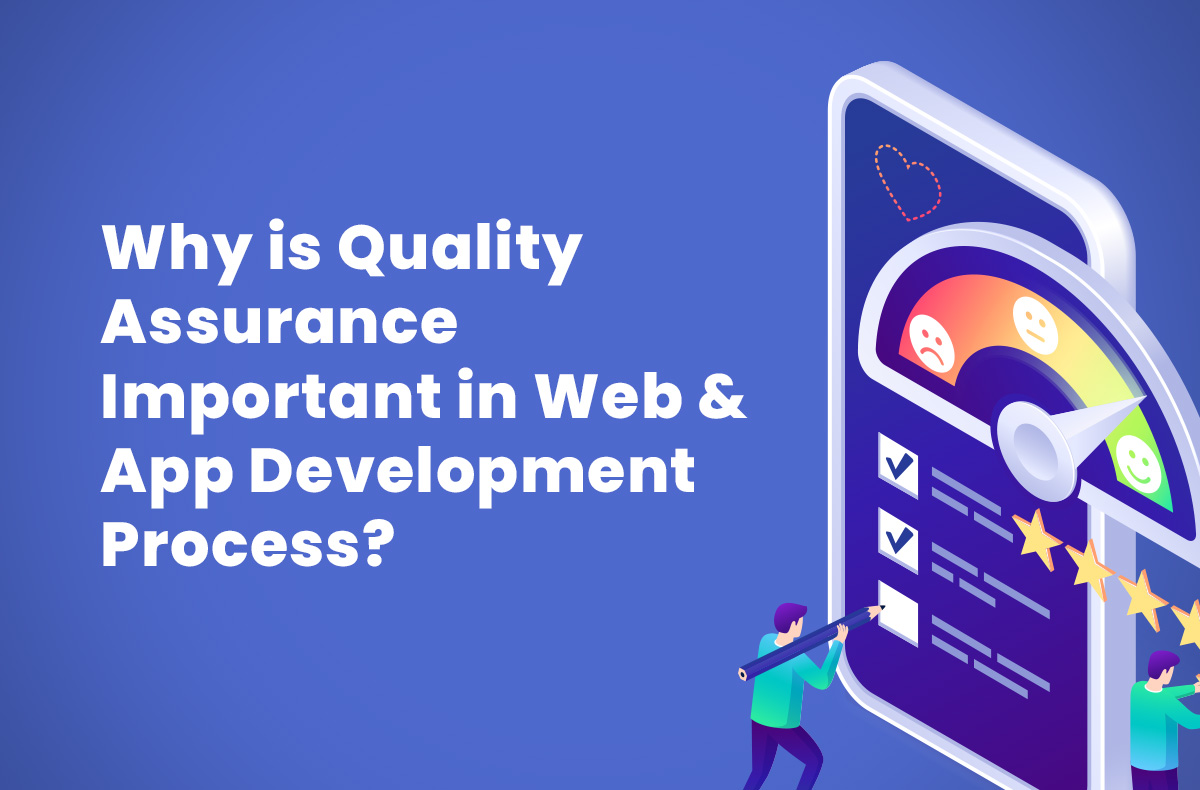 Why is Quality
Assurance
Important in Web &
App Development
Process?